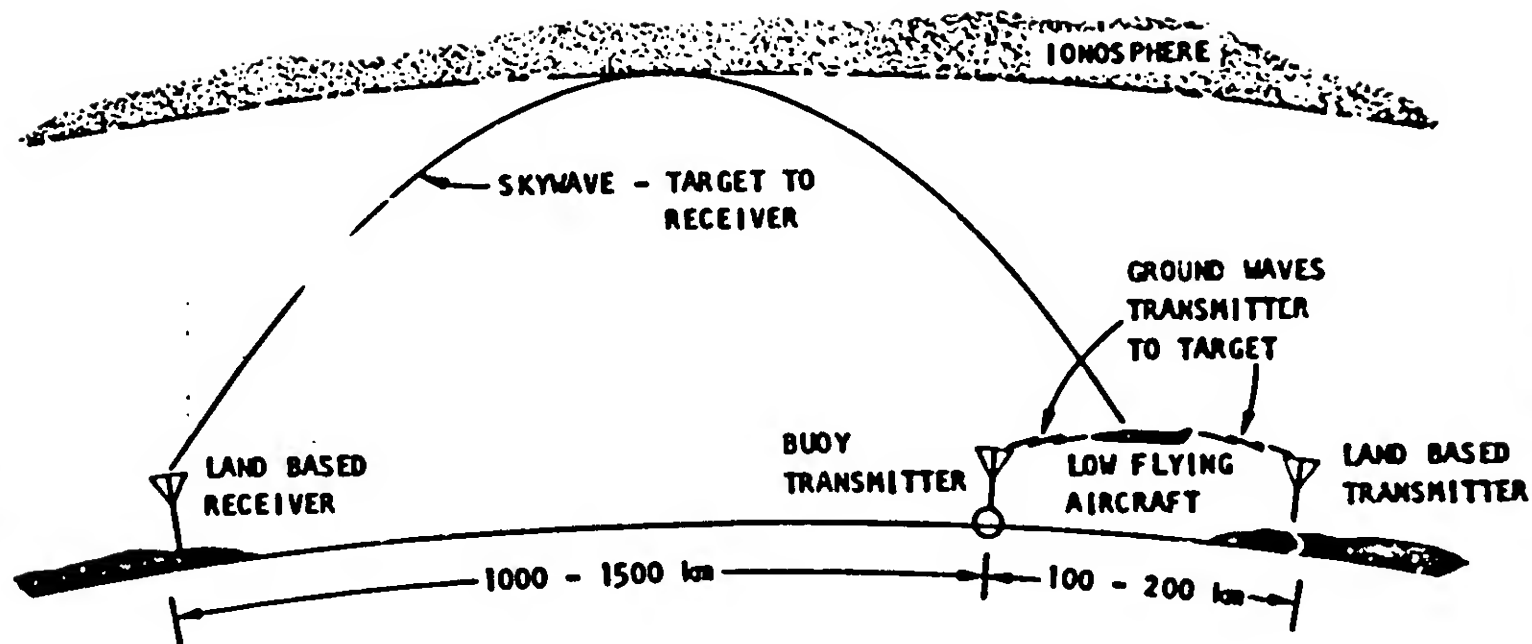 IONOSPHERE
SKYWAVE - TARGET TO
RECEIVER
GROUND WAVES
TRANSMITTER
TO TARGET
BUOY
TRANSMITTER
LOW FLYING
AIRCRAFT
LAND BASED
TRANSMITTER
LAND BASED
RECEIVER
1000 - 1500 km
100 - 200 km